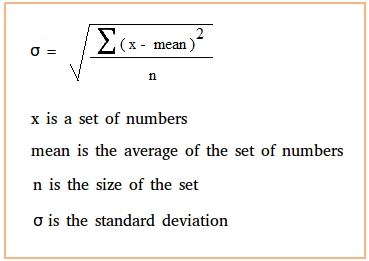 σ = √(∑(x - mean)² / n)
x is a set of numbers
mean is the average of the set of numbers
n is the size of the set
σ is the standard deviation